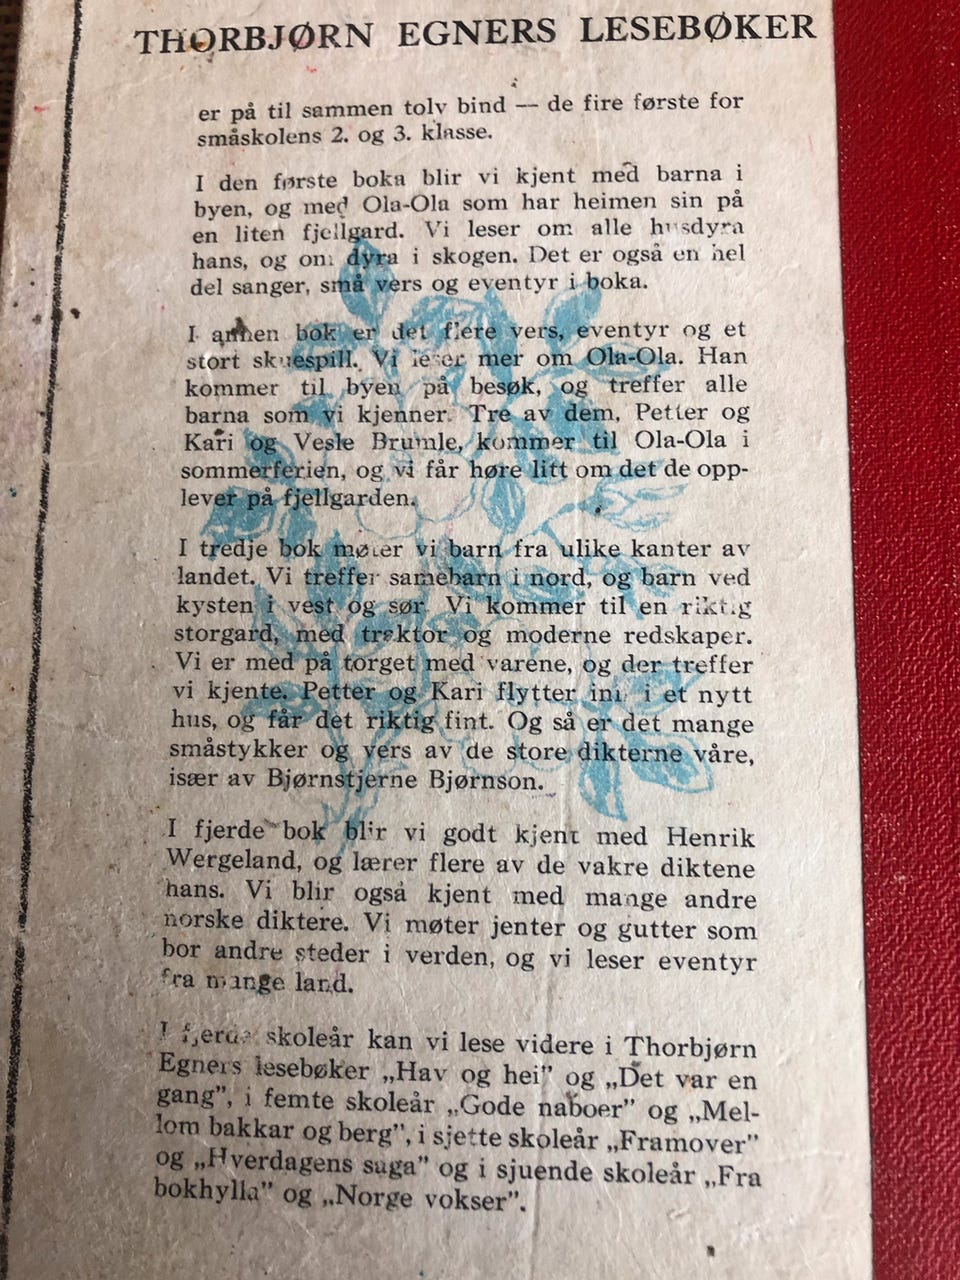 THORBJØRN EGNERS LESEBØKER
er på til sammen tolv bind — de fire første for
småskolens 2. og 3. klasse.
I den første boka blir vi kjent med barna i
byen, og med Ola-Ola som har heimen sin på
en liten fjellgard. Vi leser om alle husdyra
hans, og om dyra i skogen. Det er også en hel
del sanger, små vers og eventyr i boka.
I annen bok er det flere vers, eventyr og et
stort skuespill. Vi leser mer om Ola-Ola. Han
kommer til byen på besøk, og treffer alle
barna som vi kjenner. Tre av dem, Petter og
Kari og Vesle Brumle, kommer til Ola-Ola i
sommerferien, og vi får høre litt om det de opp-
lever på fjellgarden.
I tredje bok møter vi barn fra ulike kanter av
landet. Vi treffer samebarn i nord, og barn ved
kysten i vest og sør. Vi kommer til en riktig
storgard, med traktor og moderne redskaper.
Vi er med på torget med varene, og der treffer
vi kjente. Petter og Kari flytter inn i et nytt
hus, og får det riktig fint. Og så er det mange
småstykker og vers av de store dikterne våre,
især av Bjørnstjerne Bjørnson.
I fjerde bok blir vi godt kjent med Henrik
Wergeland, og lærer flere av de vakre diktene
hans. Vi blir også kjent med mange andre
norske diktere. Vi møter jenter og gutter som
bor andre steder i verden, og vi leser eventyr
fra mange land.
I fjerde skoleår kan vi lese videre i Thorbjørn
Egners lesebøker „Hav og hei" og „Det var en
gang", i femte skoleår „Gode naboer" og „Mel-
lom bakkar og berg", i sjette skoleår „Framover"
og „Hverdagens saga" og i sjuende skoleår „Fra
bokhylla" og „Norge vokser".